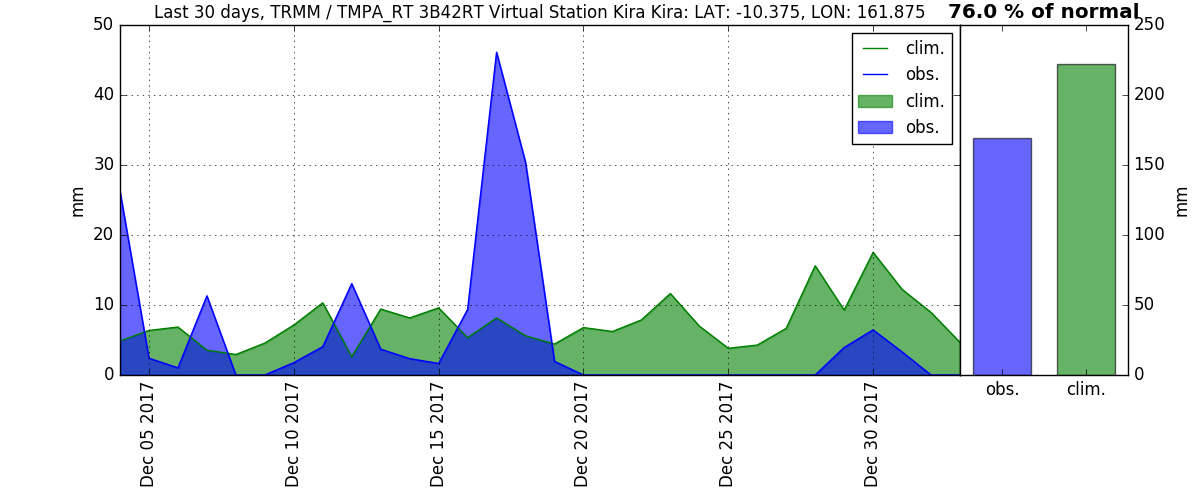 Last 30 days, TRMM / TMPA_RT 3B42RT Virtual Station Kira Kira: LAT: -10.375, LON: 161.875
76.0 % of normal
50
40
30
20
10
0
mm
clim.
obs.
clim.
obs.
250
200
150
100
50
0
mm
Dec 05 2017
Dec 10 2017
Dec 15 2017
Dec 20 2017
Dec 25 2017
Dec 30 2017
obs.
clim.